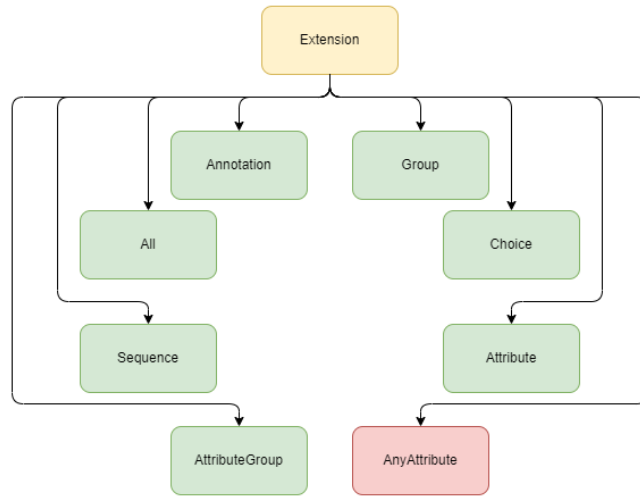 Extension
Annotation
Group
All
Choice
Sequence
Attribute
AttributeGroup
AnyAttribute